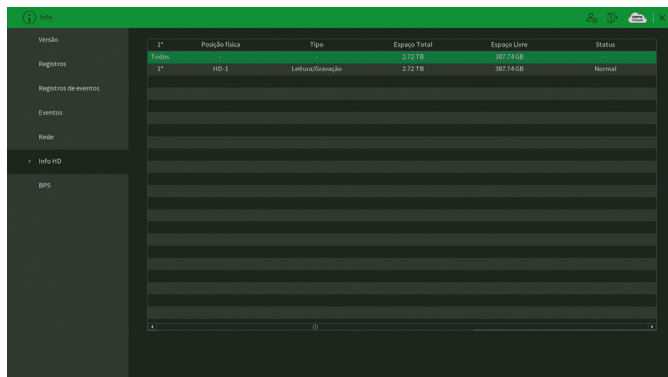 Info
Versão
Registros
Registros de eventos
Eventos
Rede
Info HD
BPS
1* Posição física Tipo Espaço Total Espaço Livre Status
Todos - - 2.72 TB 387.74 GB -
1* HD-1 Leitura/Gravação 2.72 TB 387.74 GB Normal